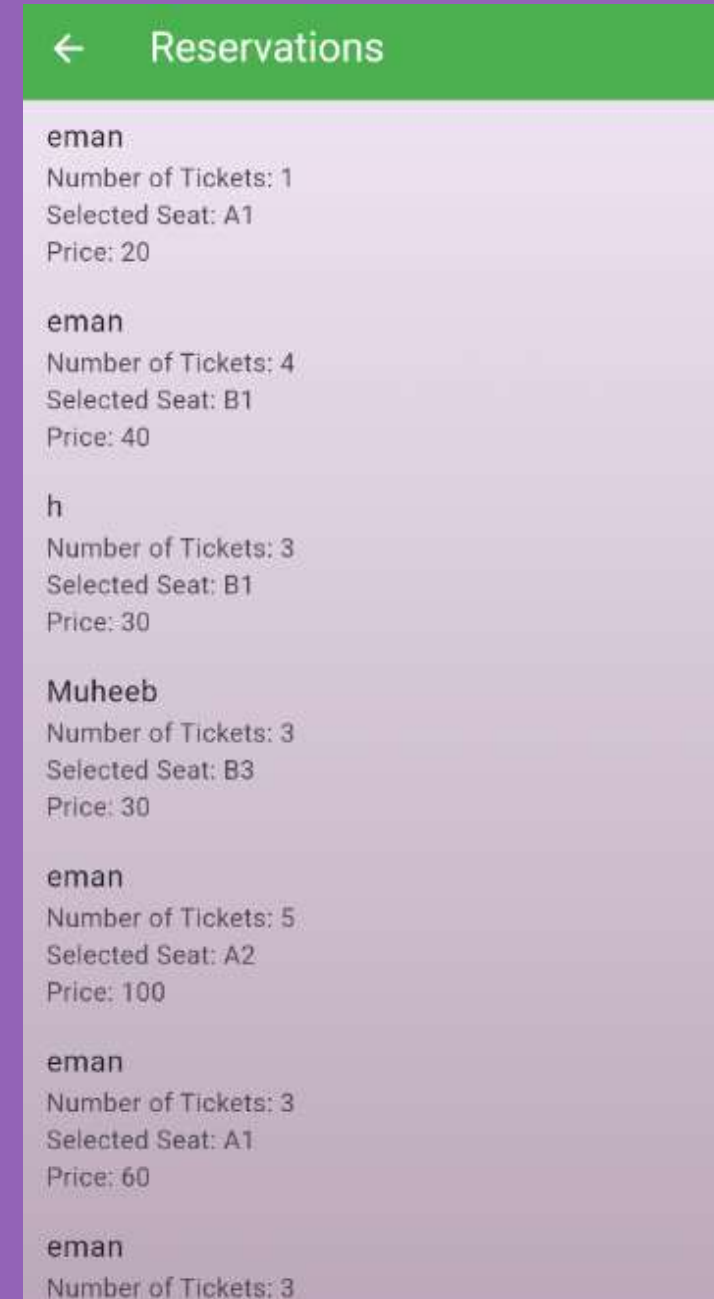 Reservations
eman
Number of Tickets: 1
Selected Seat: A1
Price: 20
eman
Number of Tickets: 4
Selected Seat: B1
Price: 40
h
Number of Tickets: 3
Selected Seat: B1
Price: 30
Muheeb
Number of Tickets: 3
Selected Seat: B3
Price: 30
eman
Number of Tickets: 5
Selected Seat: A2
Price: 100
eman
Number of Tickets: 3
Selected Seat: A1
Price: 60
eman
Number of Tickets: 3